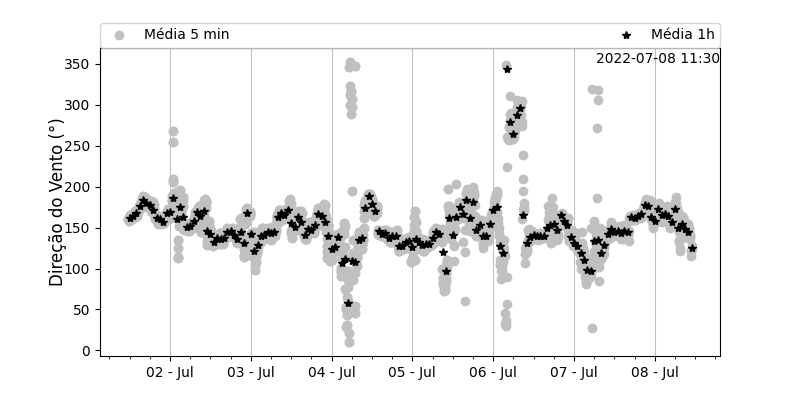 Média 5 min
Média 1h
2022-07-08 11:30
Direção do Vento (°)
350
300
250
200
150
100
50
0
02 - Jul
03 - Jul
04 - Jul
05 - Jul
06 - Jul
07 - Jul
08 - Jul